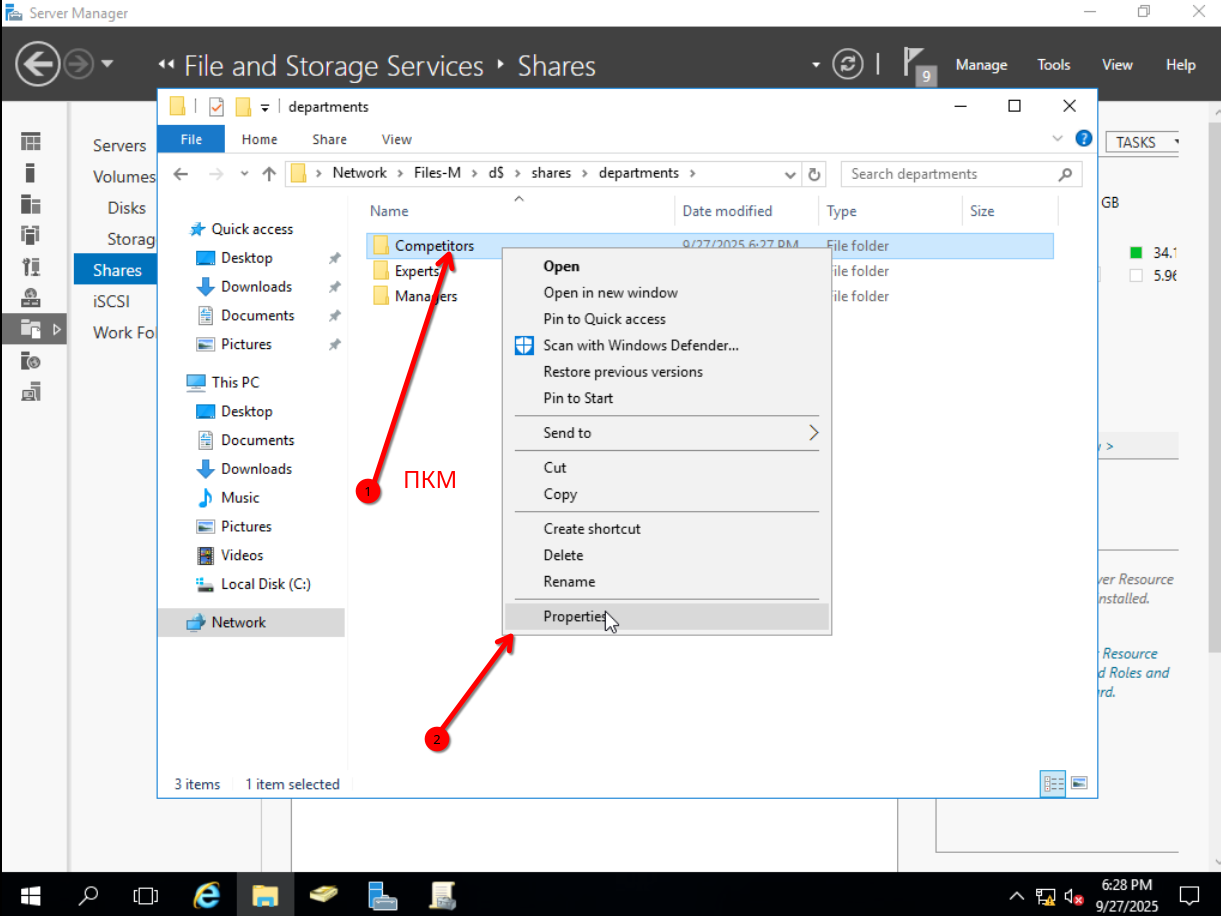 Server Manager
File and Storage Services
Shares
9
Manage
Tools
View
Help
departments
File
Home
Share
View
?
TASKS
Network
Files-M
d$
shares
departments
Search departments
Servers
Volumes
Disks
Storag
Shares
iSCSI
Work Fol
Quick access
Desktop
Downloads
Documents
Pictures
This PC
Desktop
Documents
Downloads
Music
Pictures
Videos
Local Disk (C:)
Network
Name
Date modified
Type
Size
Competitors
9/27/2025 6:27 PM
File folder
Experts
File folder
Managers
File folder
Open
Open in new window
Pin to Quick access
Scan with Windows Defender...
Restore previous versions
Pin to Start
Send to
Cut
Copy
Create shortcut
Delete
Rename
Properties
1
ПКМ
2
GB
34.1
5.96
>
ver Resource
nstalled.
Resource
d Roles and
rd.
3 items
1 item selected
6:28 PM
9/27/2025